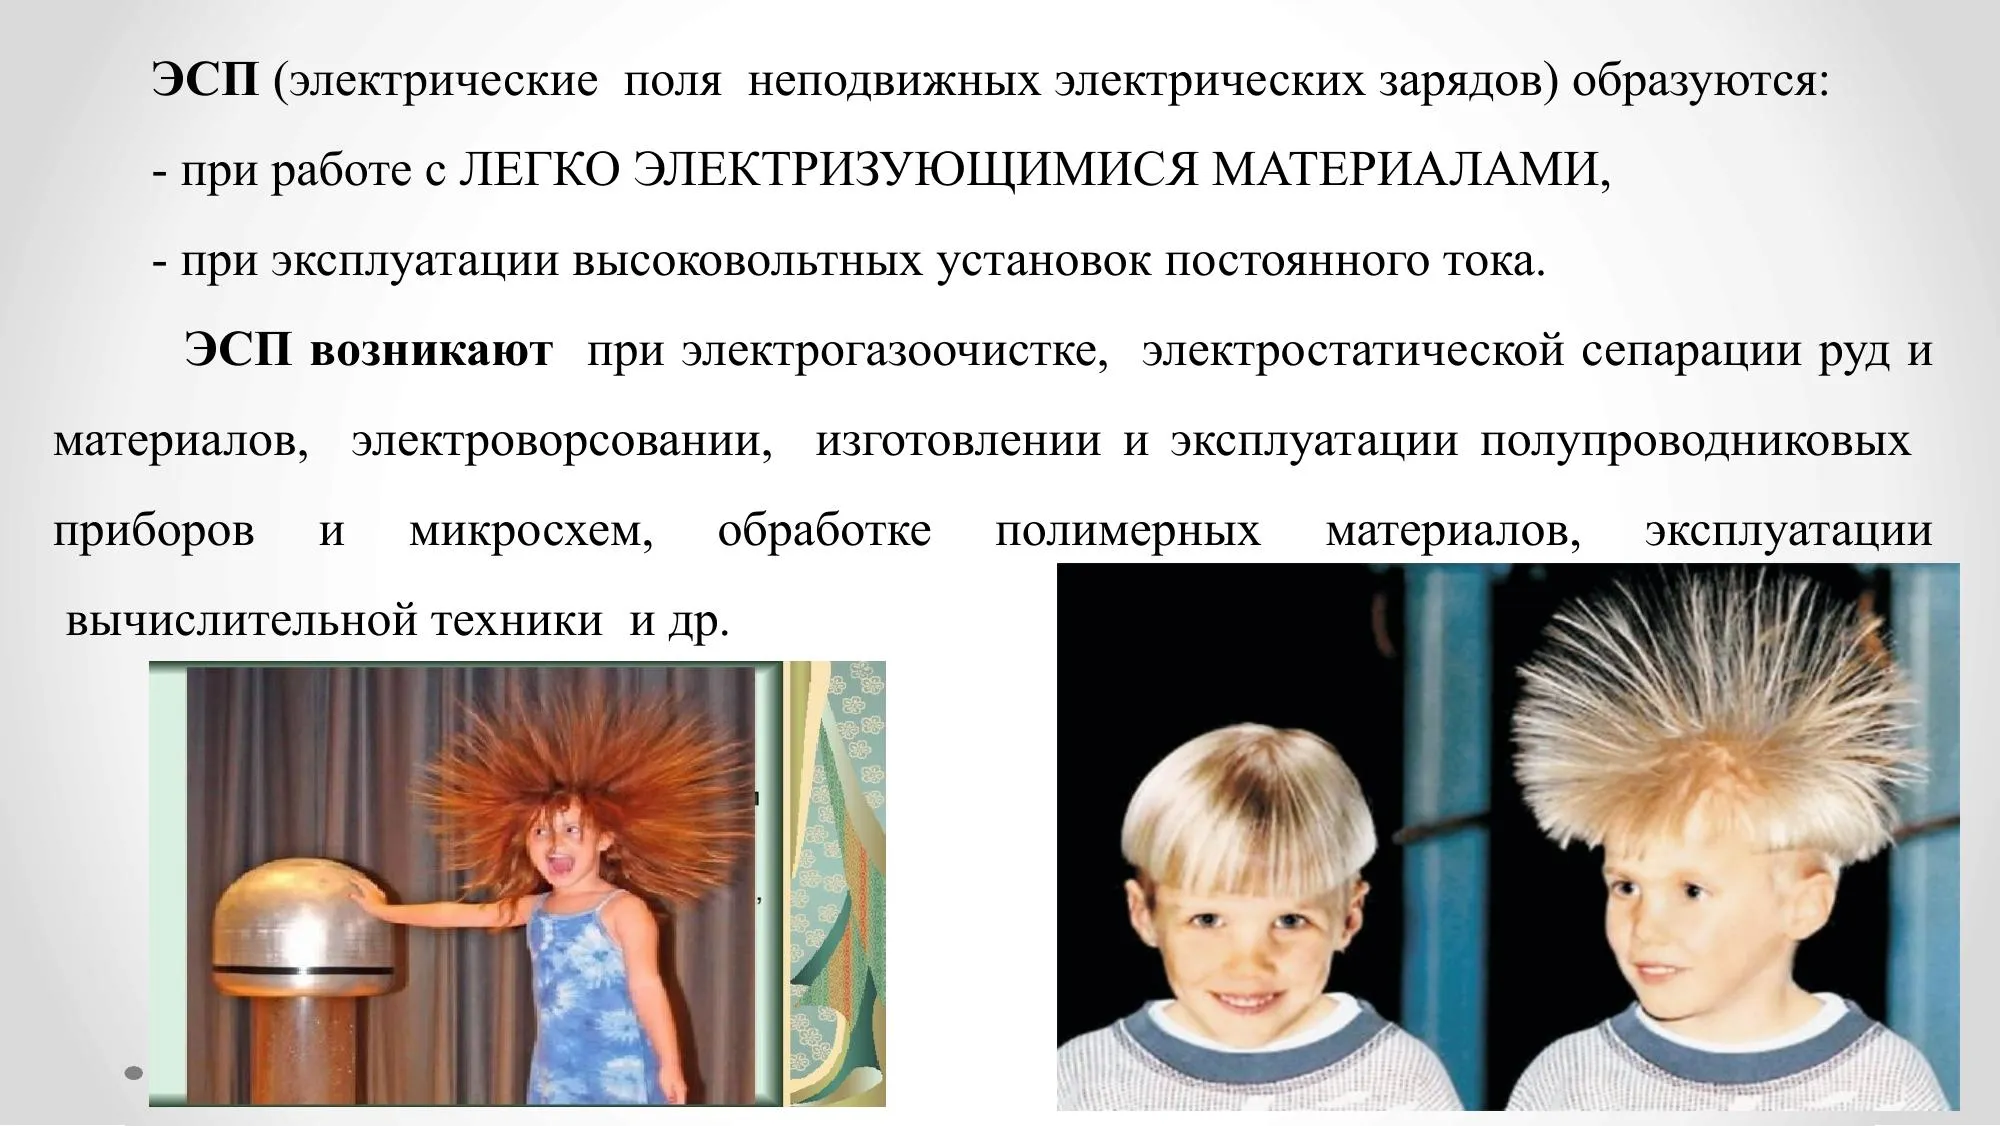 ЭСП (электрические поля неподвижных электрических зарядов) образуются:
- при работе с ЛЕГКО ЭЛЕКТРИЗУЮЩИМИСЯ МАТЕРИАЛАМИ,
- при эксплуатации высоковольтных установок постоянного тока.
ЭСП возникают при электрогазоочистке, электростатической сепарации руд и
материалов, электроворсовании, изготовлении и эксплуатации полупроводниковых
приборов и микросхем, обработке полимерных материалов, эксплуатации
вычислительной техники и др.